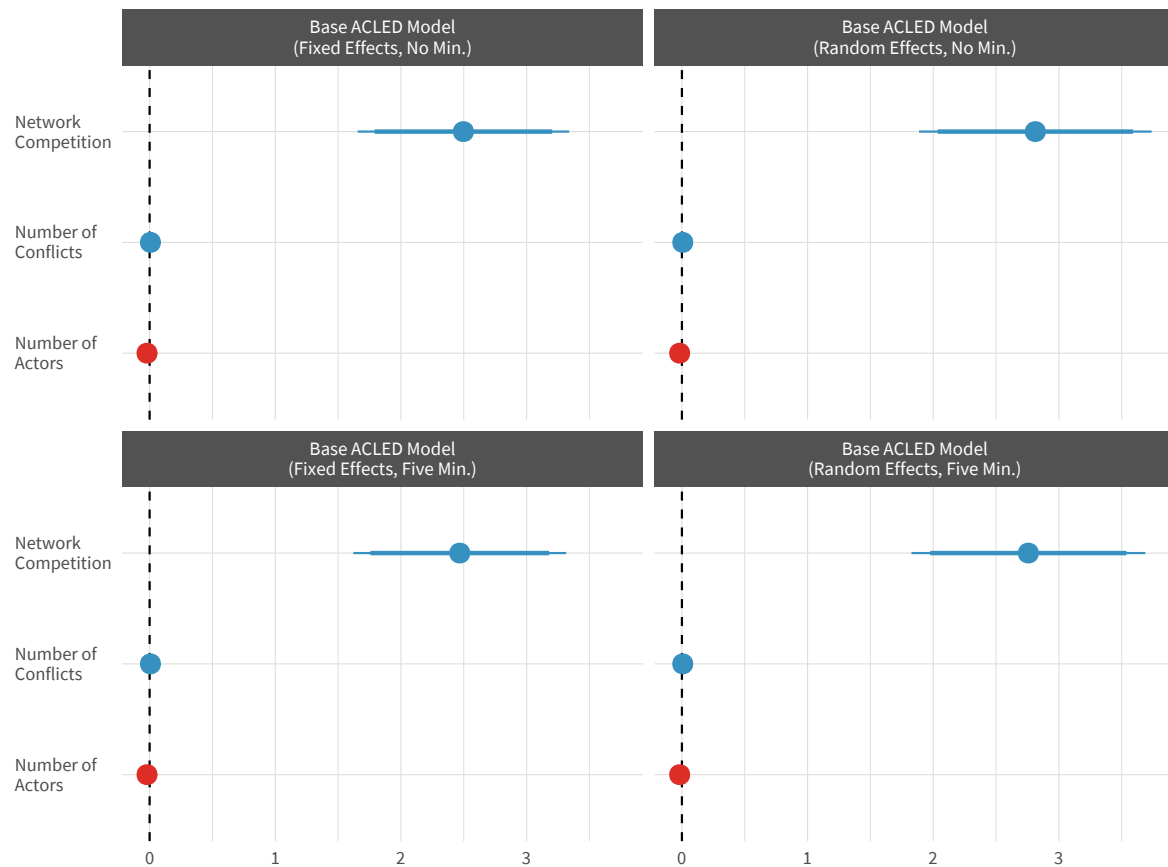 Base ACLED Model
(Fixed Effects, No Min.)
Base ACLED Model
(Random Effects, No Min.)
Network
Competition
Number of
Conflicts
Number of
Actors
Base ACLED Model
(Fixed Effects, Five Min.)
Base ACLED Model
(Random Effects, Five Min.)
Network
Competition
Number of
Conflicts
Number of
Actors
0 1 2 3
0 1 2 3